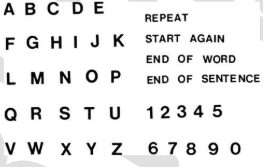 A B C D E
REPEAT
F G H I J K
START AGAIN
END OF WORD
L M N O P
END OF SENTENCE
Q R S T U
1 2 3 4 5
V W X Y Z
6 7 8 9 0